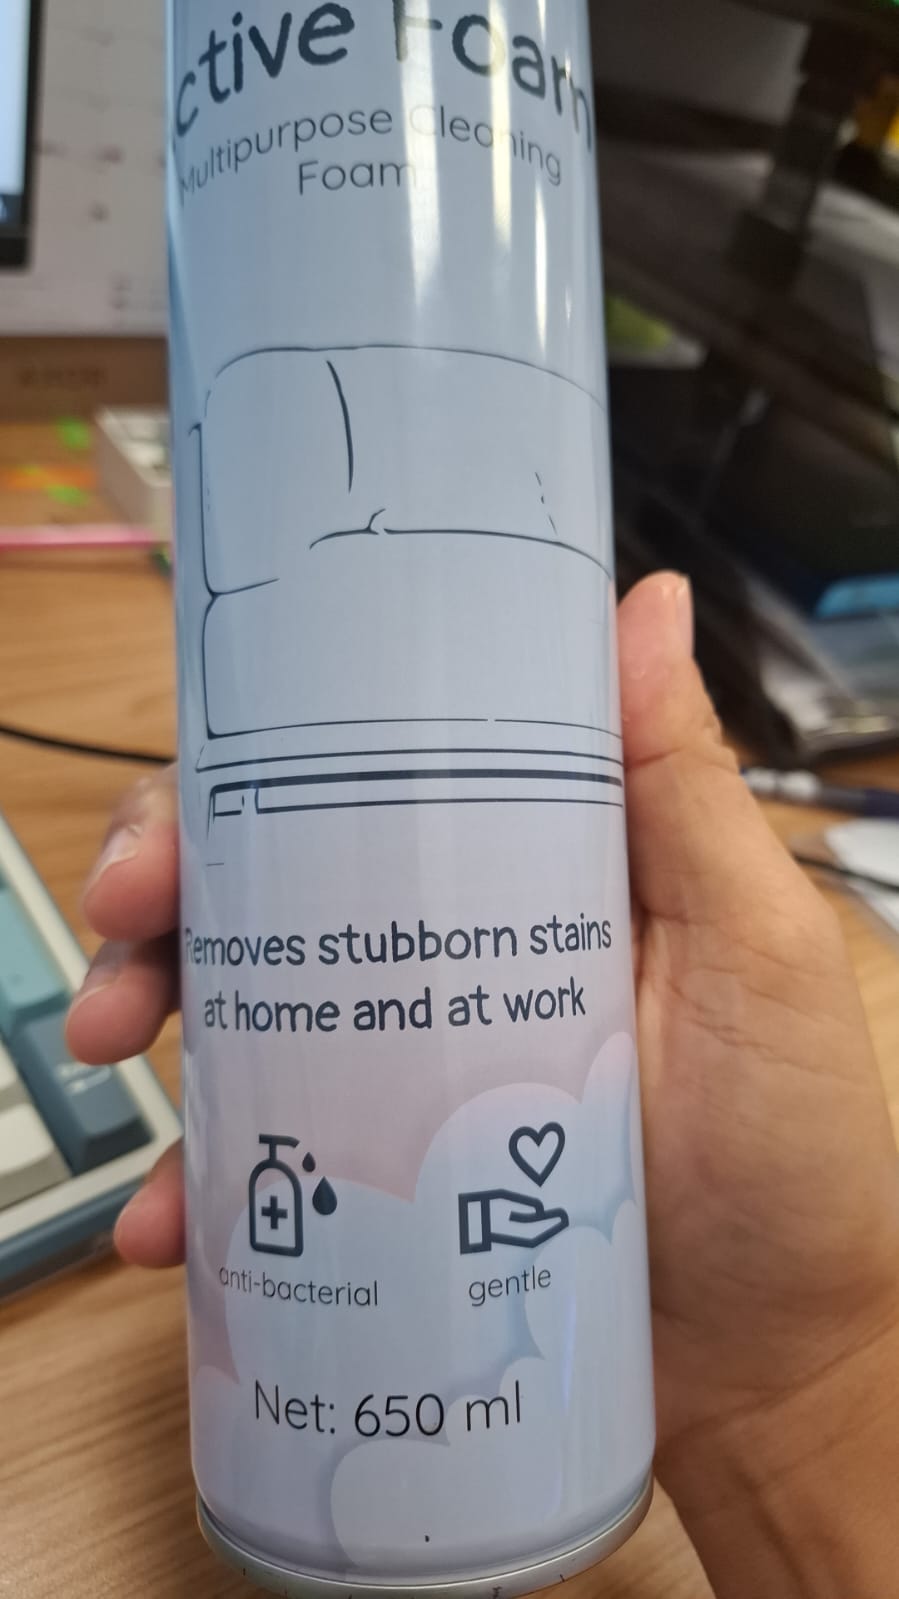 ctive Foam
Multipurpose Cleaning
Foam
Removes stubborn stains
at home and at work
anti-bacterial
gentle
Net: 650 ml